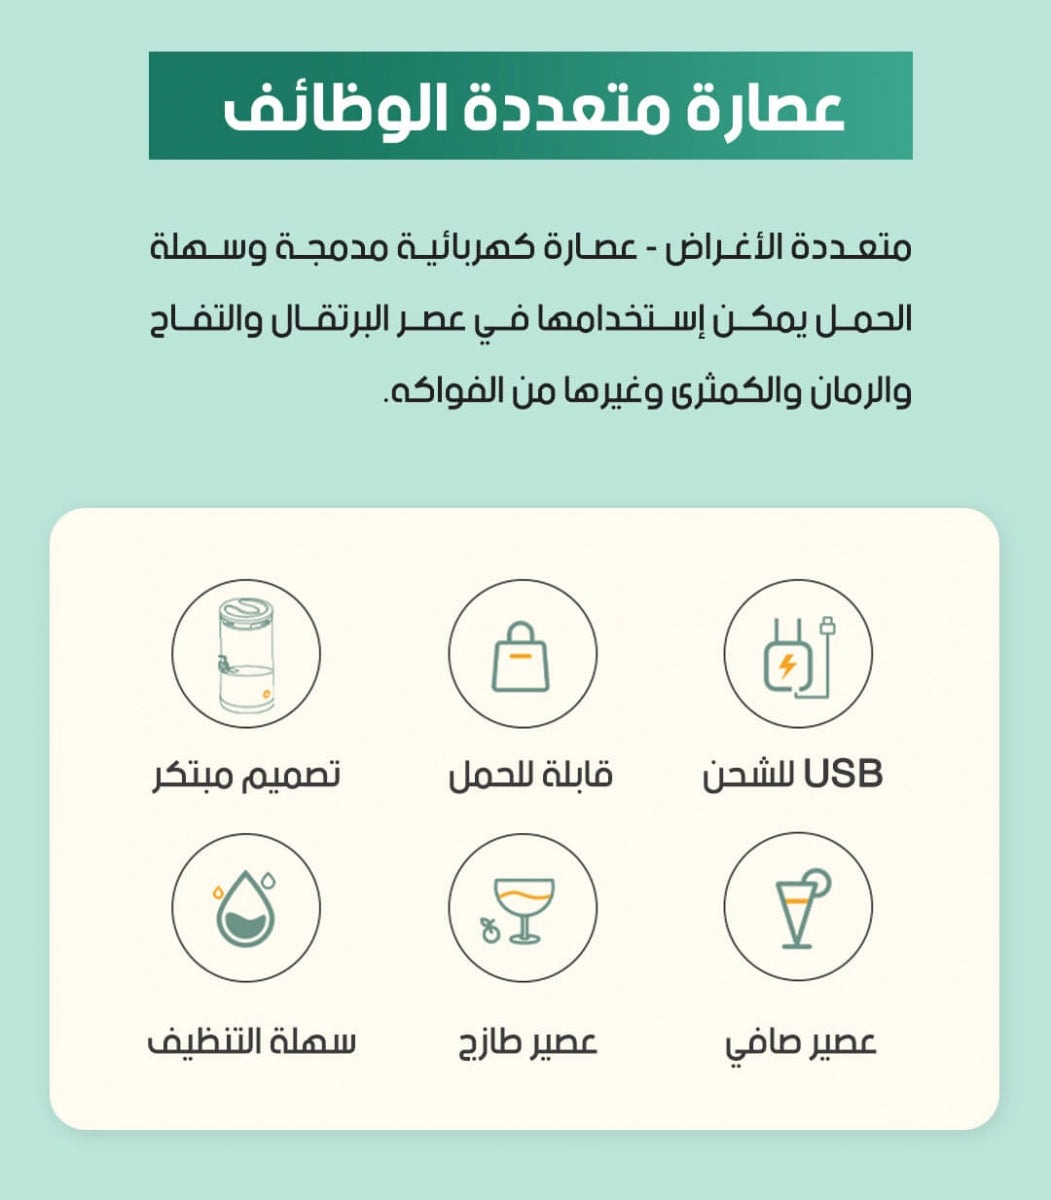 عصارة متعددة الوظائف
متعددة الأغراض - عصارة كهربائية مدمجة وسهلة
الحمل يمكن إستخدامها في عصر البرتقال والتفاح
والرمان والكمثرى وغيرها من الفواكه.
USB للشحن
قابلة للحمل
تصميم مبتكر
عصير صافي
عصير طازج
سهلة التنظيف